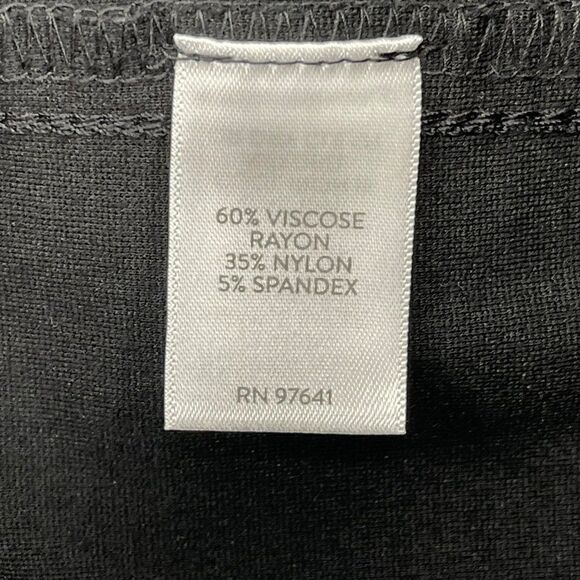 60% VISCOSE
RAYON
35% NYLON
5% SPANDEX
RN 97641